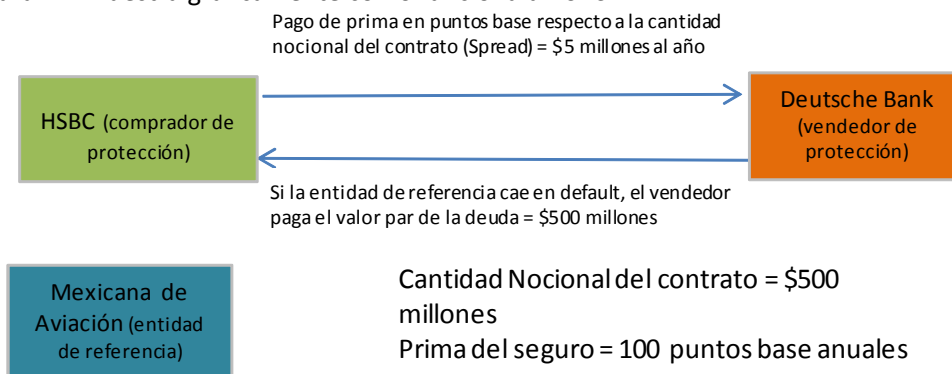 Pago de prima en puntos base respecto a la cantidad
nocional del contrato (Spread) = $5 millones al año
HSBC (comprador de
protección)
Deutsche Bank
(vendedor de
protección)
Si la entidad de referencia cae en default, el vendedor
paga el valor par de la deuda = $500 millones
Mexicana de
Aviación (entidad
de referencia)
Cantidad Nocional del contrato = $500
millones
Prima del seguro = 100 puntos base anuales